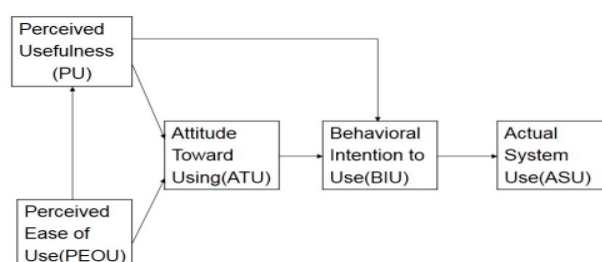 Perceived
Usefulness
(PU)
Attitude
Toward
Using(ATU)
Behavioral
Intention to
Use(BIU)
Actual
System
Use(ASU)
Perceived
Ease of
Use(PEOU)